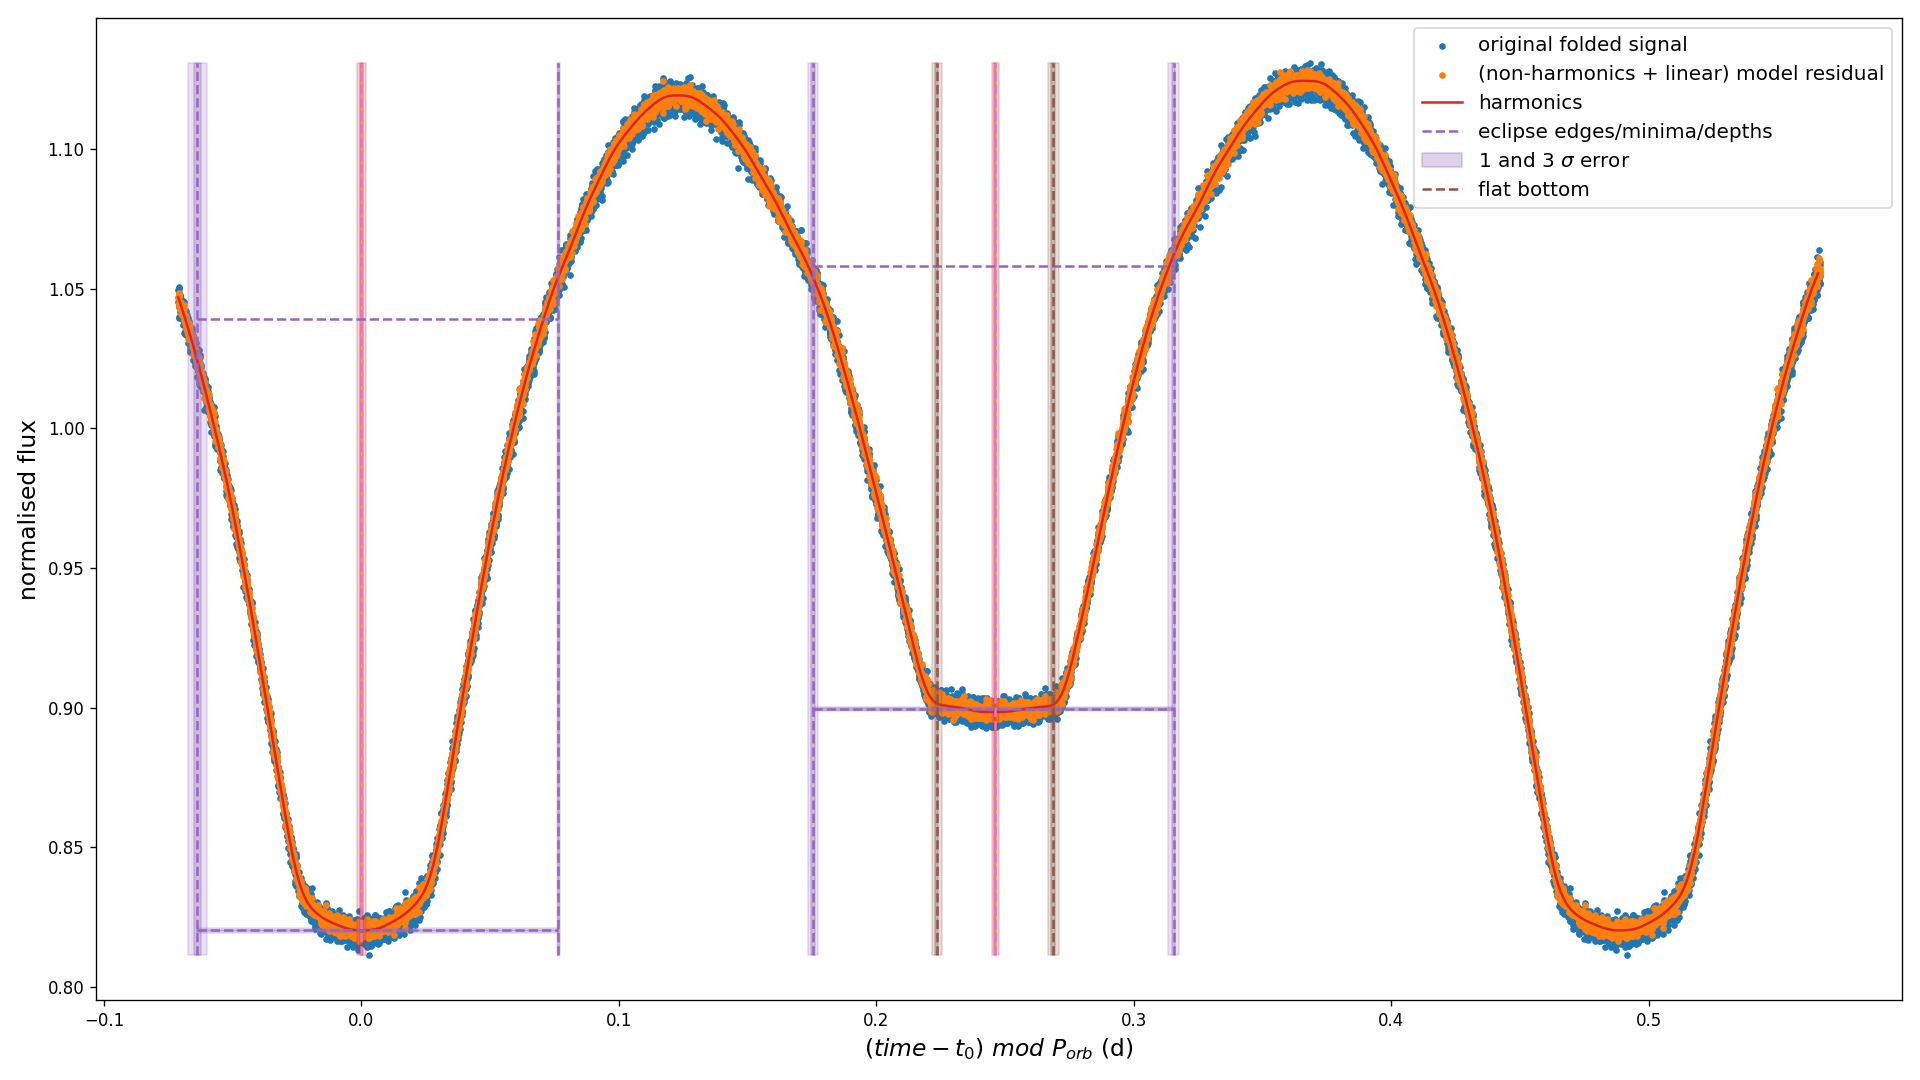 original folded signal
(non-harmonics + linear) model residual
harmonics
eclipse edges/minima/depths
1 and 3 σ error
flat bottom
normalised flux
1.10
1.05
1.00
0.95
0.90
0.85
0.80
−0.1 0.0 0.1 0.2 0.3 0.4 0.5
(time − t₀) mod Pₒᵣb (d)